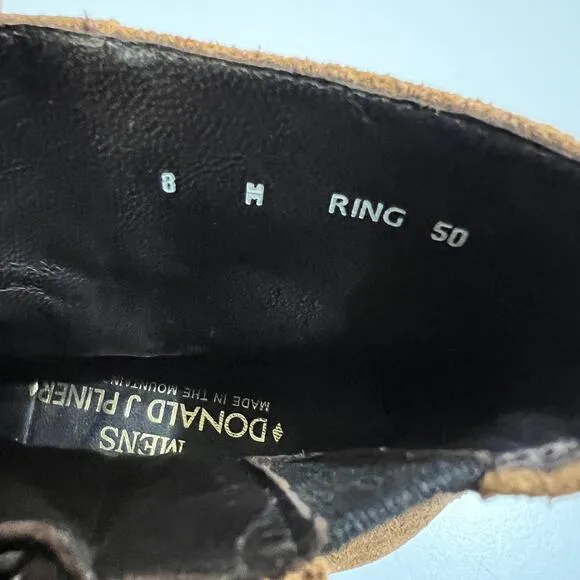 8 M RING 50
MENS
DONALD J PLINER
MADE IN THE MOUNTAIN